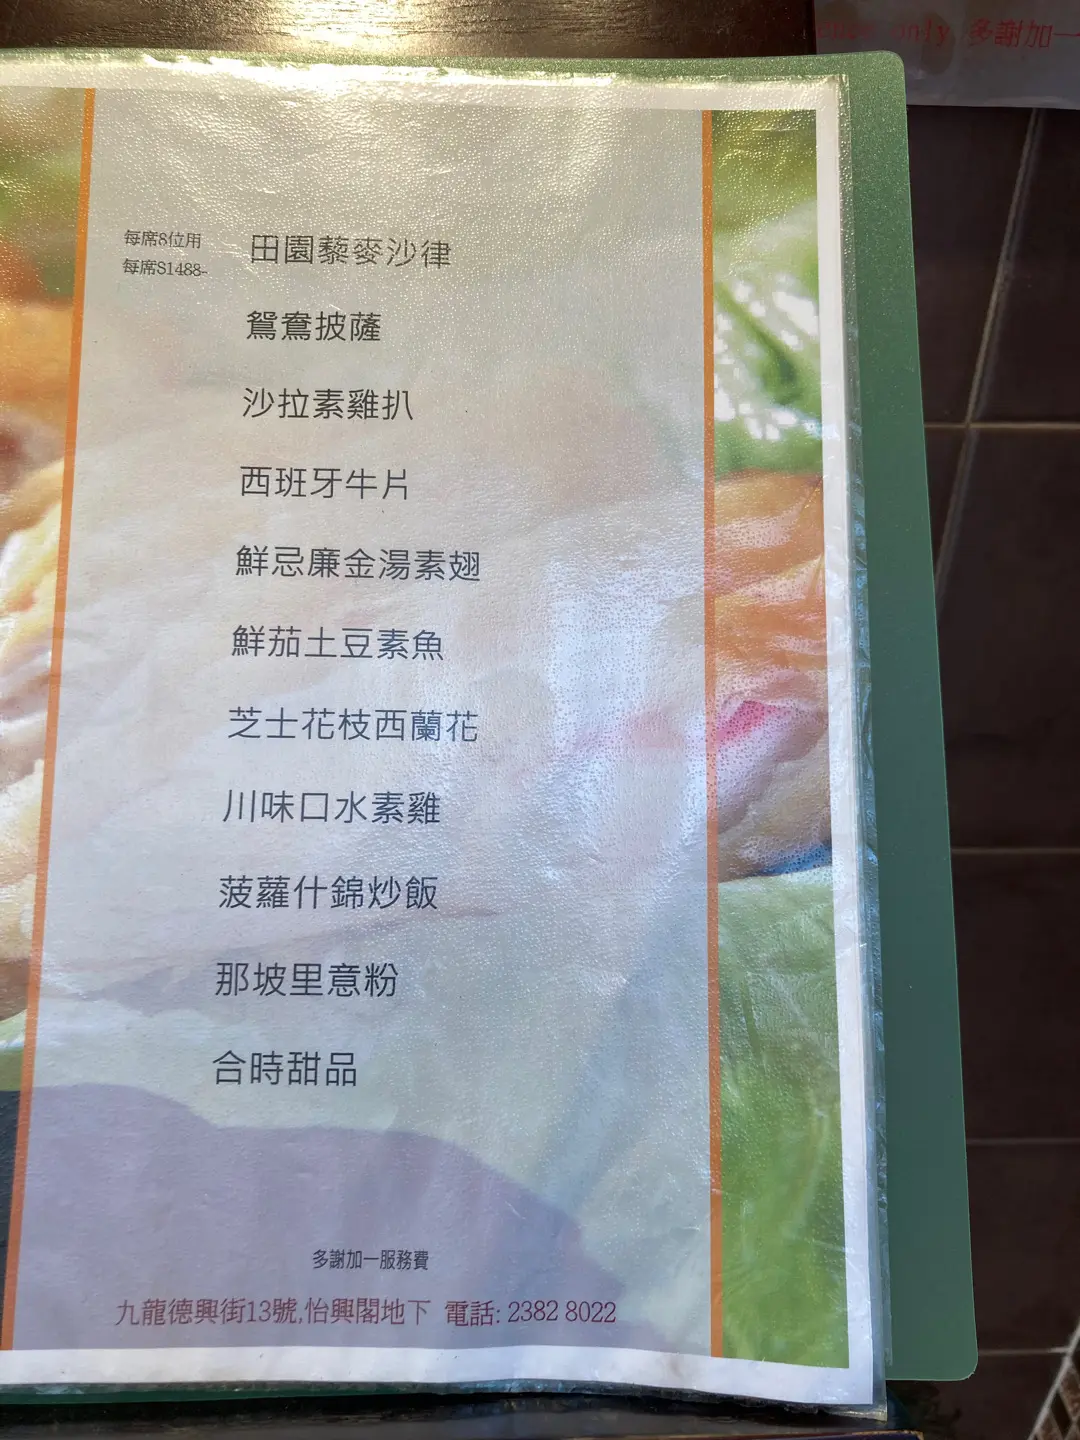 only 多謝加一
每席8位用
每席$1488-
田園藜麥沙律
鴛鴦披薩
沙拉素雞扒
西班牙牛片
鮮忌廉金湯素翅
鮮茄土豆素魚
芝士花枝西蘭花
川味口水素雞
菠蘿什錦炒飯
那坡里意粉
合時甜品
多謝加一服務費
九龍德興街13號,怡興閣地下 電話: 2382 8022